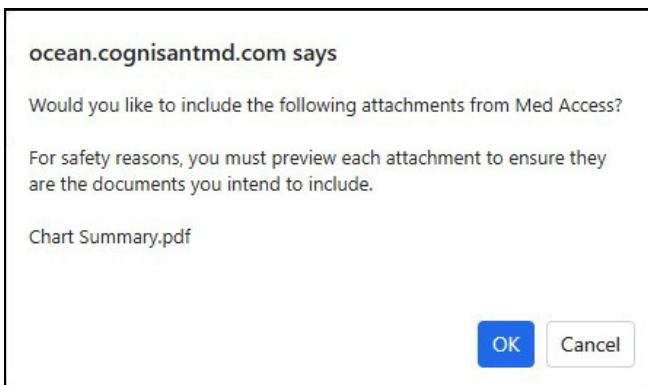 ocean.cognisantmd.com says
Would you like to include the following attachments from Med Access?
For safety reasons, you must preview each attachment to ensure they
are the documents you intend to include.
Chart Summary.pdf
OK
Cancel